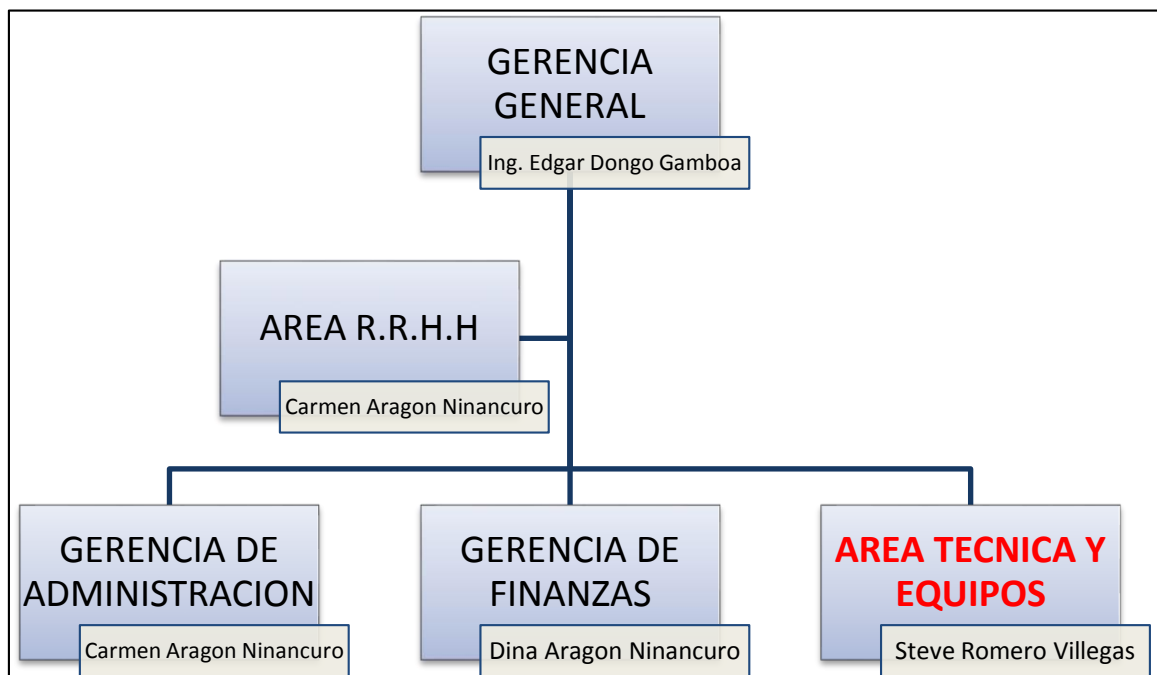 GERENCIA
GENERAL
Ing. Edgar Dongo Gamboa
AREA R.R.H.H
Carmen Aragon Ninancuro
GERENCIA DE
ADMINISTRACION
Carmen Aragon Ninancuro
GERENCIA DE
FINANZAS
Dina Aragon Ninancuro
AREA TECNICA Y
EQUIPOS
Steve Romero Villegas